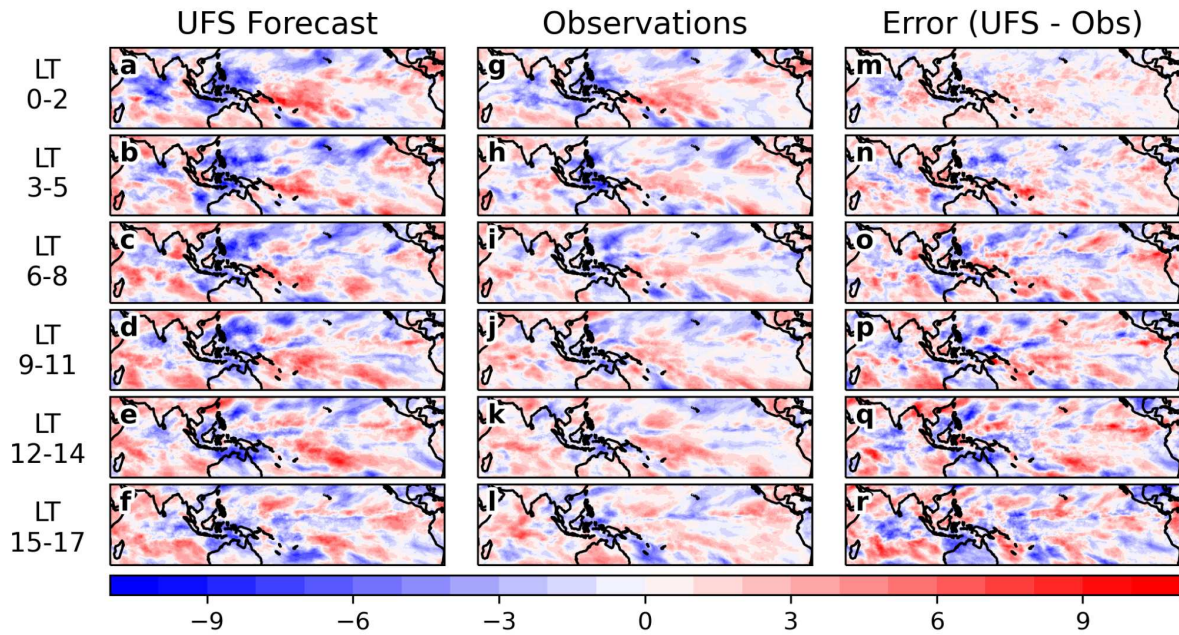 UFS Forecast Observations Error (UFS - Obs)
LT
0-2
a g m
LT
3-5
b h n
LT
6-8
c i o
LT
9-11
d j p
LT
12-14
e k q
LT
15-17
f l r
−9 −6 −3 0 3 6 9